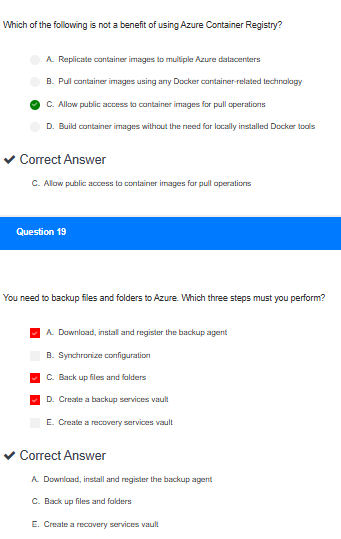 Which of the following is not a benefit of using Azure Container Registry?
A. Replicate container images to multiple Azure datacenters
B. Pull container images using any Docker container-related technology
C. Allow public access to container images for pull operations
D. Build container images without the need for locally installed Docker tools
Correct Answer
C. Allow public access to container images for pull operations
Question 19
You need to backup files and folders to Azure. Which three steps must you perform?
A. Download, install and register the backup agent
B. Synchronize configuration
C. Back up files and folders
D. Create a backup services vault
E. Create a recovery services vault
Correct Answer
A. Download, install and register the backup agent
C. Back up files and folders
E. Create a recovery services vault